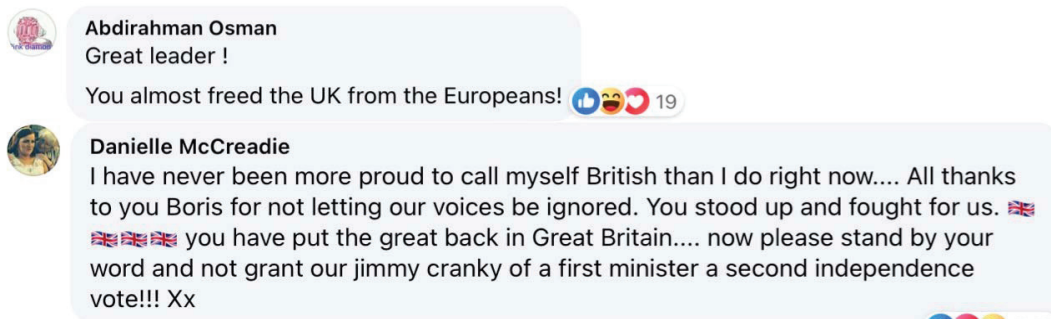 Abdirahman Osman
Great leader !
You almost freed the UK from the Europeans!
19
Danielle McCreadie
I have never been more proud to call myself British than I do right now.... All thanks
to you Boris for not letting our voices be ignored. You stood up and fought for us. 🇬🇧
🇬🇧🇬🇧🇬🇧 you have put the great back in Great Britain.... now please stand by your
word and not grant our jimmy cranky of a first minister a second independence
vote!!! Xx